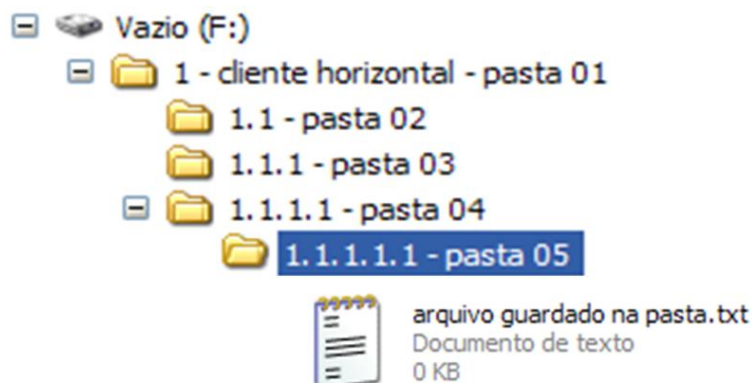 Vazio (F:)
1 - cliente horizontal - pasta 01
1.1 - pasta 02
1.1.1 - pasta 03
1.1.1.1 - pasta 04
1.1.1.1.1 - pasta 05
arquivo guardado na pasta.txt
Documento de texto
0 KB